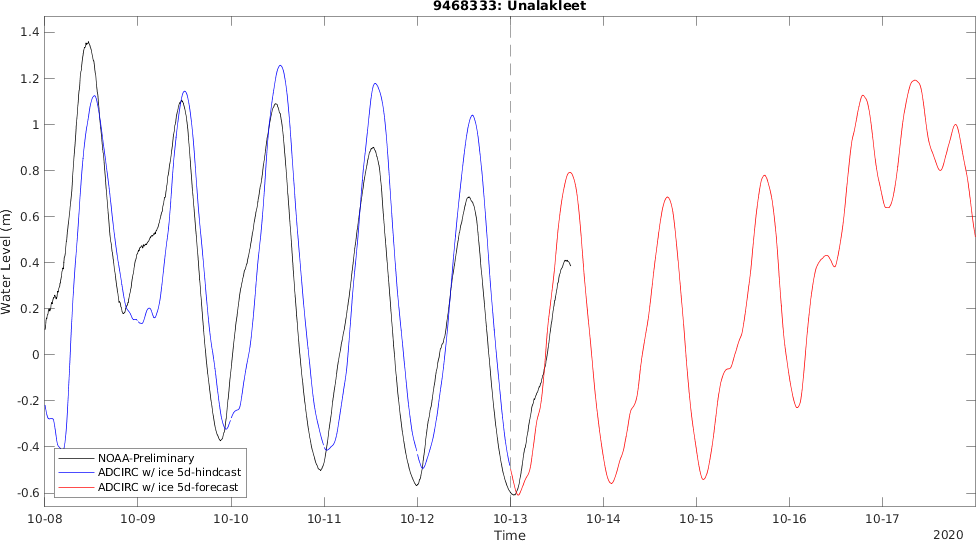 9468333: Unalakleet
1.4
1.2
1
0.8
0.6
0.4
0.2
0
-0.2
-0.4
-0.6
Water Level (m)
NOAA-Preliminary
ADCIRC w/ ice 5d-hindcast
ADCIRC w/ ice 5d-forecast
10-08 10-09 10-10 10-11 10-12 10-13 10-14 10-15 10-16 10-17
Time
2020